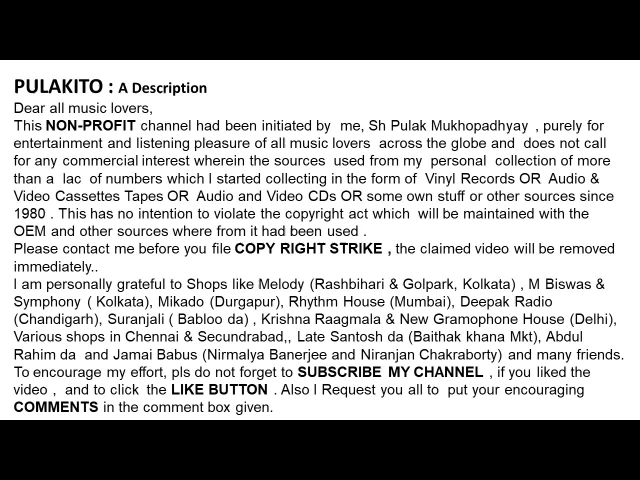 PULAKITO : A Description
Dear all music lovers,
This NON-PROFIT channel had been initiated by me, Sh Pulak Mukhopadhyay , purely for
entertainment and listening pleasure of all music lovers across the globe and does not call
for any commercial interest wherein the sources used from my personal collection of more
than a lac of numbers which I started collecting in the form of Vinyl Records OR Audio &
Video Cassettes Tapes OR Audio and Video CDs OR some own stuff or other sources since
1980 . This has no intention to violate the copyright act which will be maintained with the
OEM and other sources where from it had been used .
Please contact me before you file COPY RIGHT STRIKE , the claimed video will be removed
immediately..
I am personally grateful to Shops like Melody (Rashbihari & Golpark, Kolkata) , M Biswas &
Symphony ( Kolkata), Mikado (Durgapur), Rhythm House (Mumbai), Deepak Radio
(Chandigarh), Suranjali ( Babloo da) , Krishna Raagmala & New Gramophone House (Delhi),
Various shops in Chennai & Secundrabad,, Late Santosh da (Baithak khana Mkt), Abdul
Rahim da and Jamai Babus (Nirmalya Banerjee and Niranjan Chakraborty) and many friends.
To encourage my effort, pls do not forget to SUBSCRIBE MY CHANNEL , if you liked the
video , and to click the LIKE BUTTON . Also I Request you all to put your encouraging
COMMENTS in the comment box given.